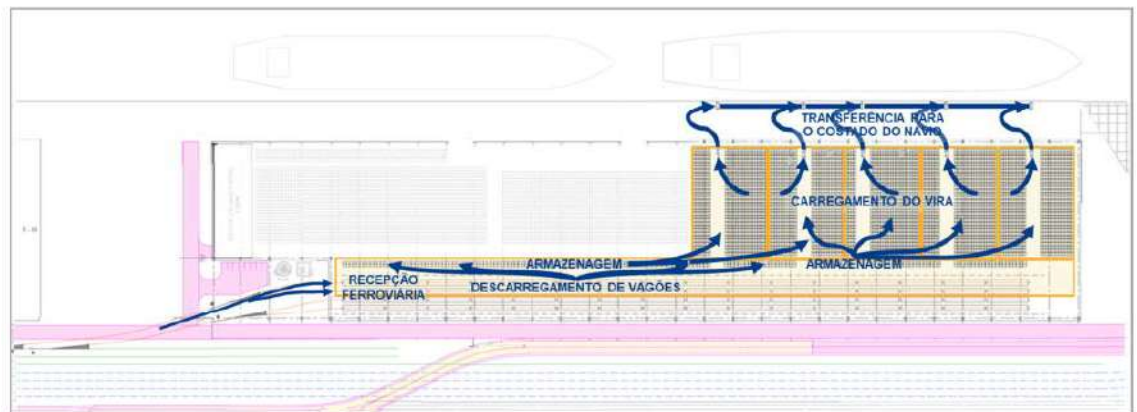 TRANSFERÊNCIA PARA
O COSTADO DO NAVIO
CARREGAMENTO DO VIRA
ARMAZENAGEM
ARMAZENAGEM
DESCARREGAMENTO DE VAGÕES
RECEPÇÃO
FERROVIÁRIA